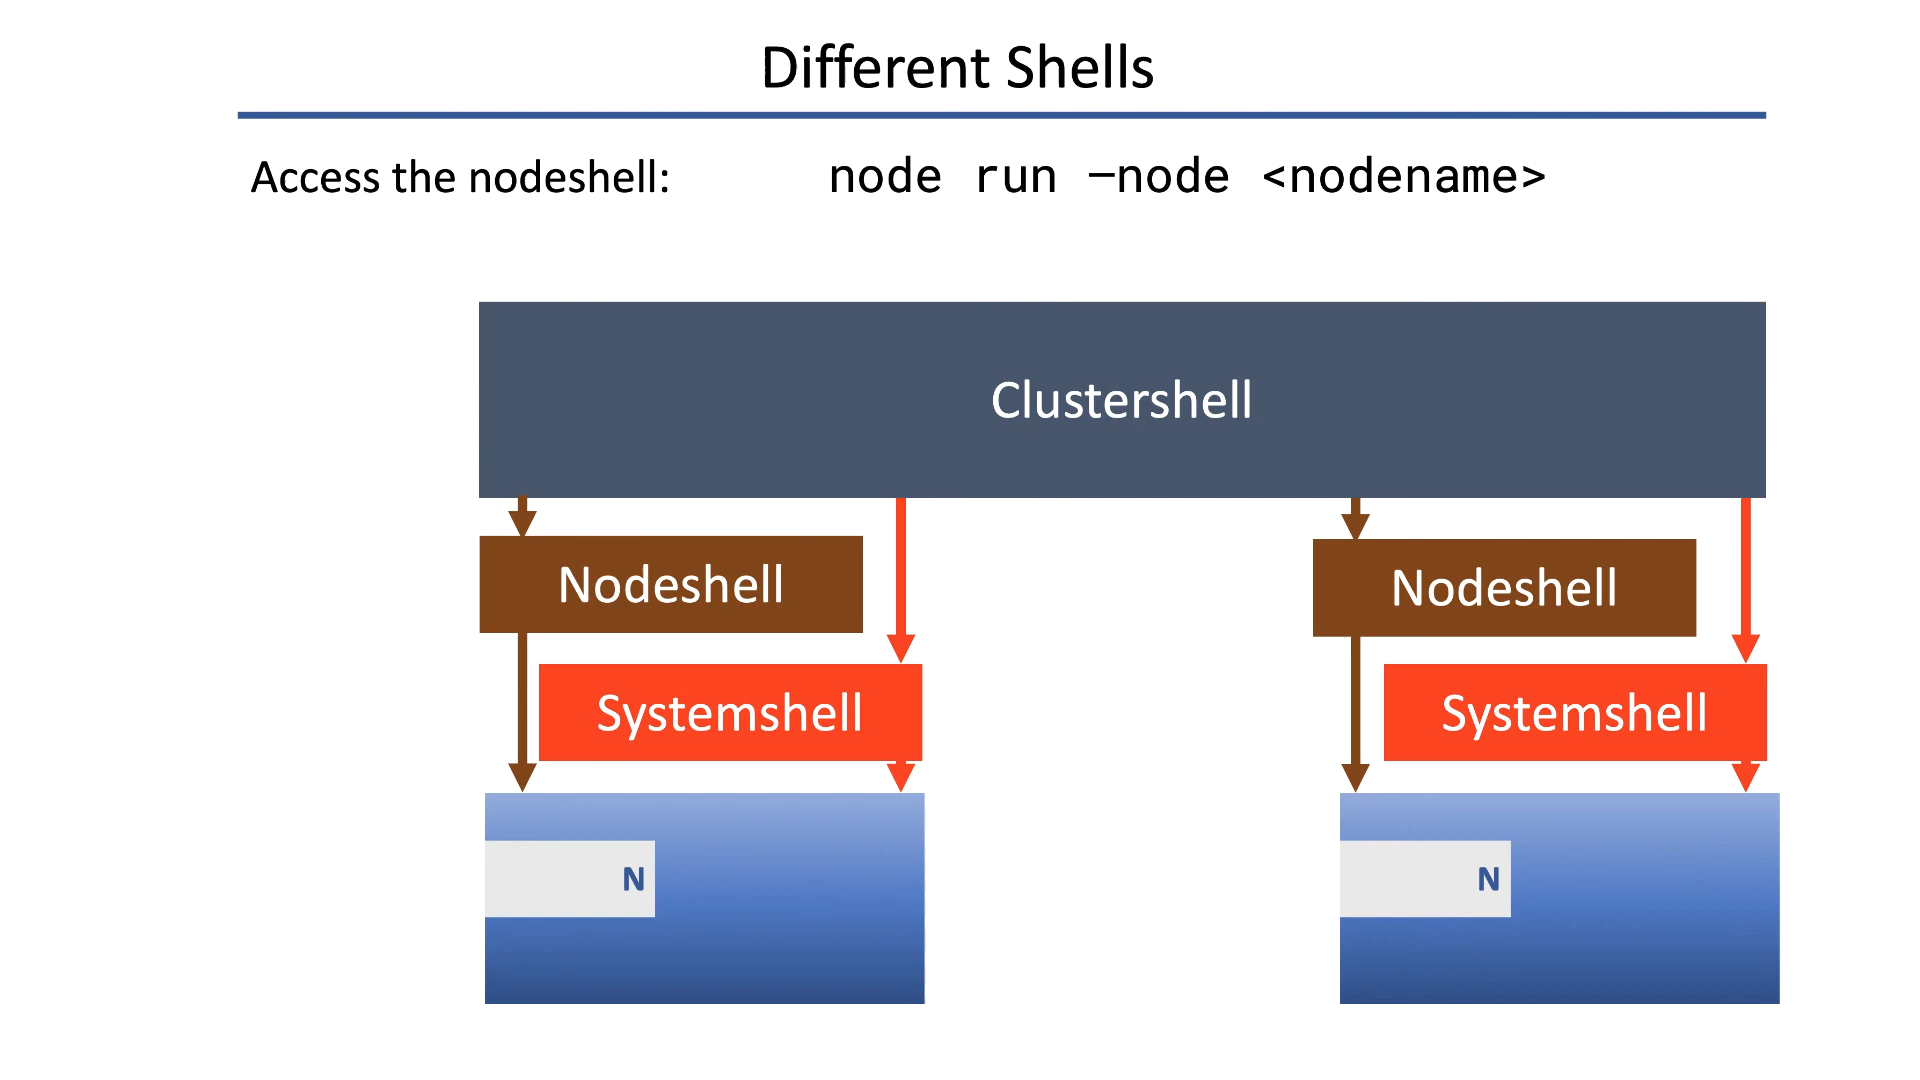 Different Shells
Access the nodeshell: node run –node <nodename>
Clustershell
Nodeshell
Nodeshell
Systemshell
Systemshell
N
N